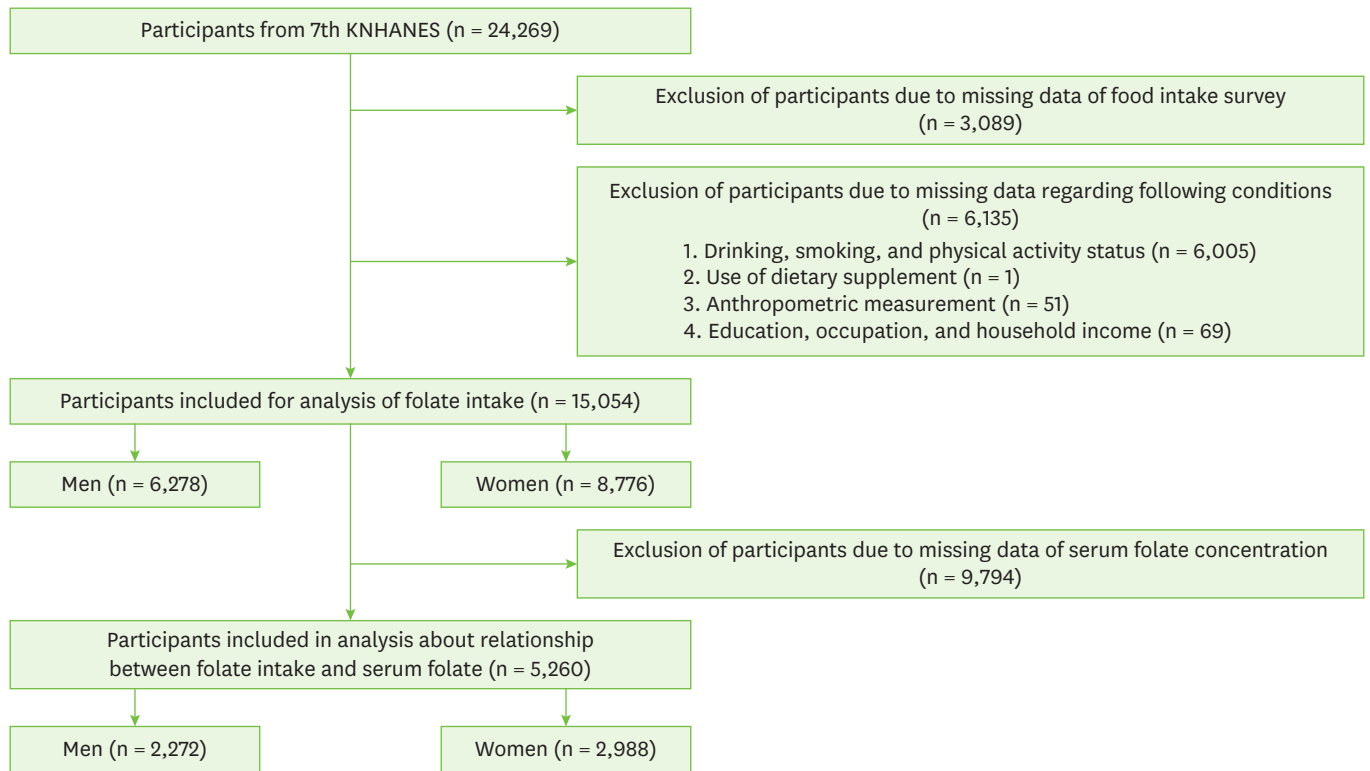 Participants from 7th KNHANES (n = 24,269)
Exclusion of participants due to missing data of food intake survey
(n = 3,089)
Exclusion of participants due to missing data regarding following conditions
(n = 6,135)
1. Drinking, smoking, and physical activity status (n = 6,005)
2. Use of dietary supplement (n = 1)
3. Anthropometric measurement (n = 51)
4. Education, occupation, and household income (n = 69)
Participants included for analysis of folate intake (n = 15,054)
Men (n = 6,278)
Women (n = 8,776)
Exclusion of participants due to missing data of serum folate concentration
(n = 9,794)
Participants included in analysis about relationship
between folate intake and serum folate (n = 5,260)
Men (n = 2,272)
Women (n = 2,988)